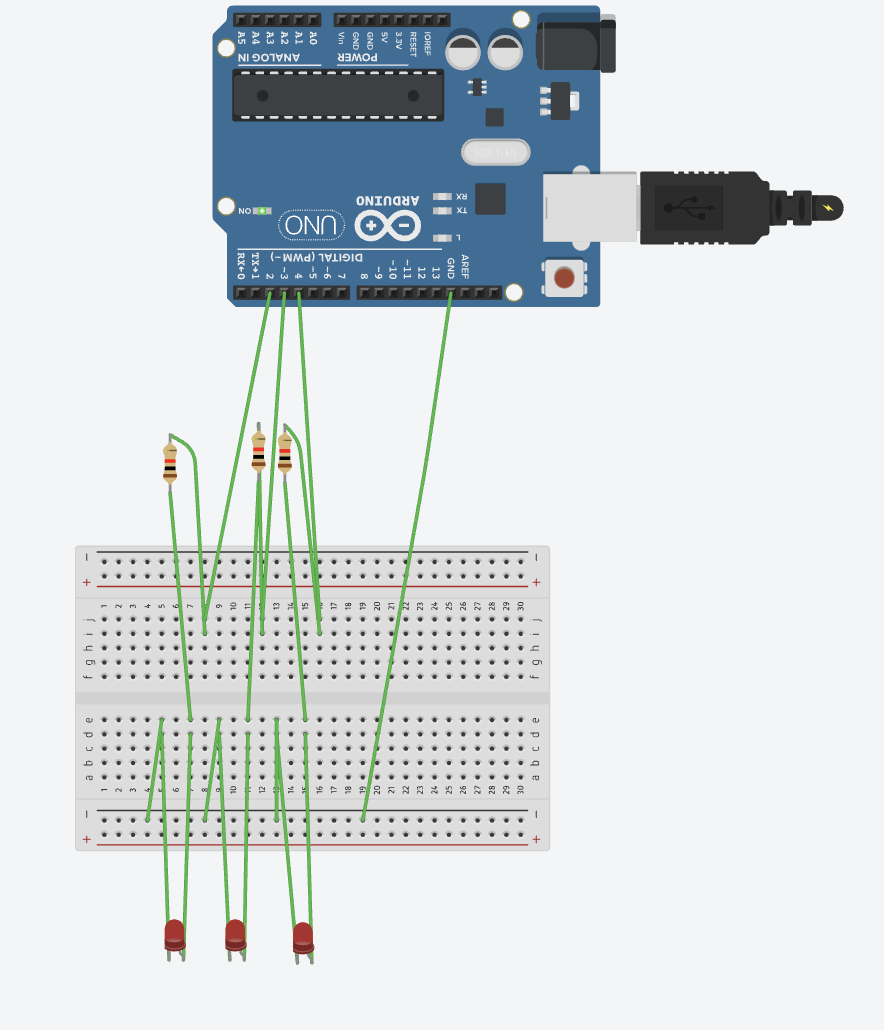 A5 A4 A3 A2 A1 A0 Vin GND GND 5V 3.3V RESET IOREF
ANALOG IN POWER
RX
TX
ARDUINO
ON UNO
L
DIGITAL (PWM~)
RX←0 TX→1 2 ~3 4 ~5 ~6 7 8 ~9 ~10 ~11 12 13 GND AREF
− −
+ +
1 2 3 4 5 6 7 8 9 10 11 12 13 14 15 16 17 18 19 20 21 22 23 24 25 26 27 28 29 30
j j
i i
h h
g g
f f
e e
d d
c c
b b
a a
1 2 3 4 5 6 7 8 9 10 11 12 13 14 15 16 17 18 19 20 21 22 23 24 25 26 27 28 29 30
− −
+ +